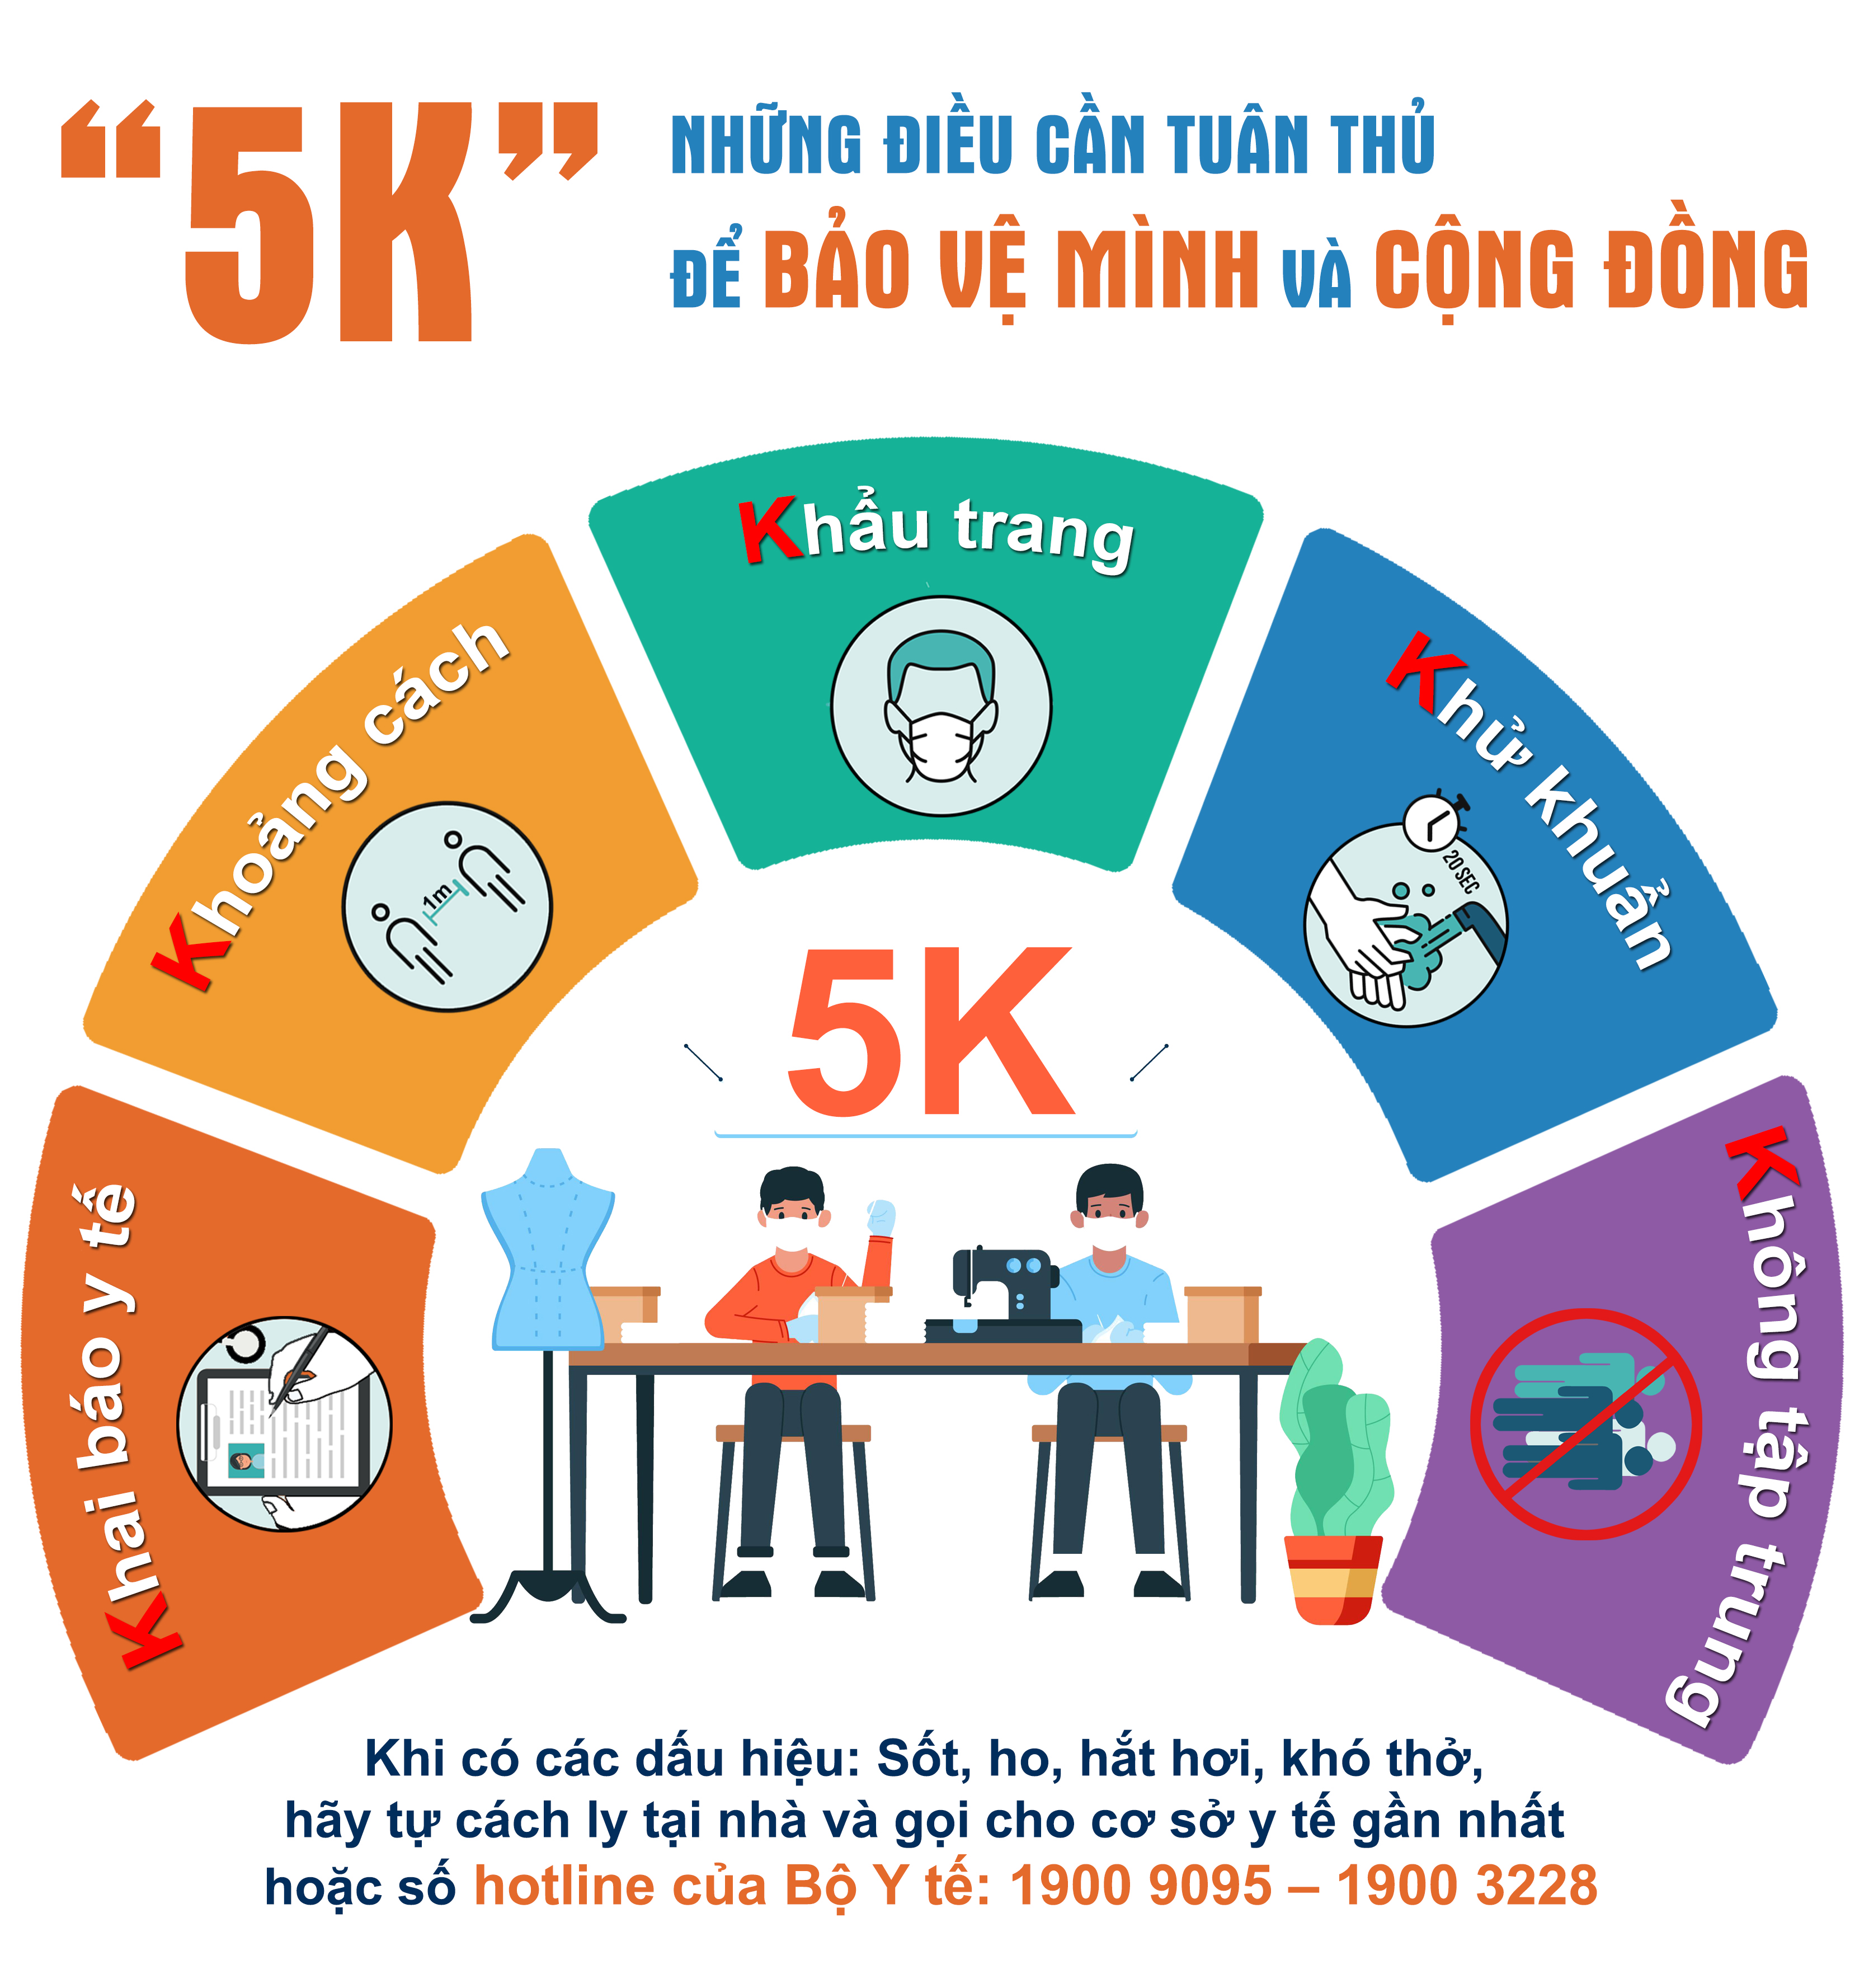 “5K”
NHỮNG ĐIỀU CẦN TUÂN THỦ
ĐỂ BẢO VỆ MÌNH VÀ CỘNG ĐỒNG
Khai báo y tế
Khoảng cách
1m
Khẩu trang
Khử khuẩn
20 SEC
Không tập trung
5K
Khi có các dấu hiệu: Sốt, ho, hắt hơi, khó thở,
hãy tự cách ly tại nhà và gọi cho cơ sở y tế gần nhất
hoặc số hotline của Bộ Y tế: 1900 9095 – 1900 3228